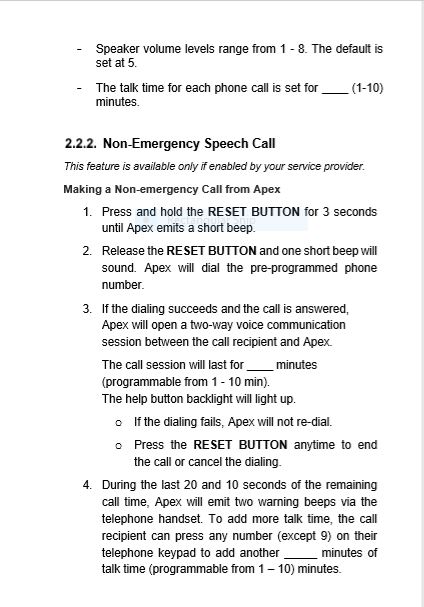 - Speaker volume levels range from 1 - 8. The default is
set at 5.
- The talk time for each phone call is set for ____ (1-10)
minutes.
2.2.2. Non-Emergency Speech Call
This feature is available only if enabled by your service provider.
Making a Non-emergency Call from Apex
1. Press and hold the RESET BUTTON for 3 seconds
until Apex emits a short beep.
2. Release the RESET BUTTON and one short beep will
sound. Apex will dial the pre-programmed phone
number.
3. If the dialing succeeds and the call is answered,
Apex will open a two-way voice communication
session between the call recipient and Apex.
The call session will last for ____ minutes
(programmable from 1 - 10 min).
The help button backlight will light up.
o If the dialing fails, Apex will not re-dial.
o Press the RESET BUTTON anytime to end
the call or cancel the dialing.
4. During the last 20 and 10 seconds of the remaining
call time, Apex will emit two warning beeps via the
telephone handset. To add more talk time, the call
recipient can press any number (except 9) on their
telephone keypad to add another _____ minutes of
talk time (programmable from 1 – 10) minutes.